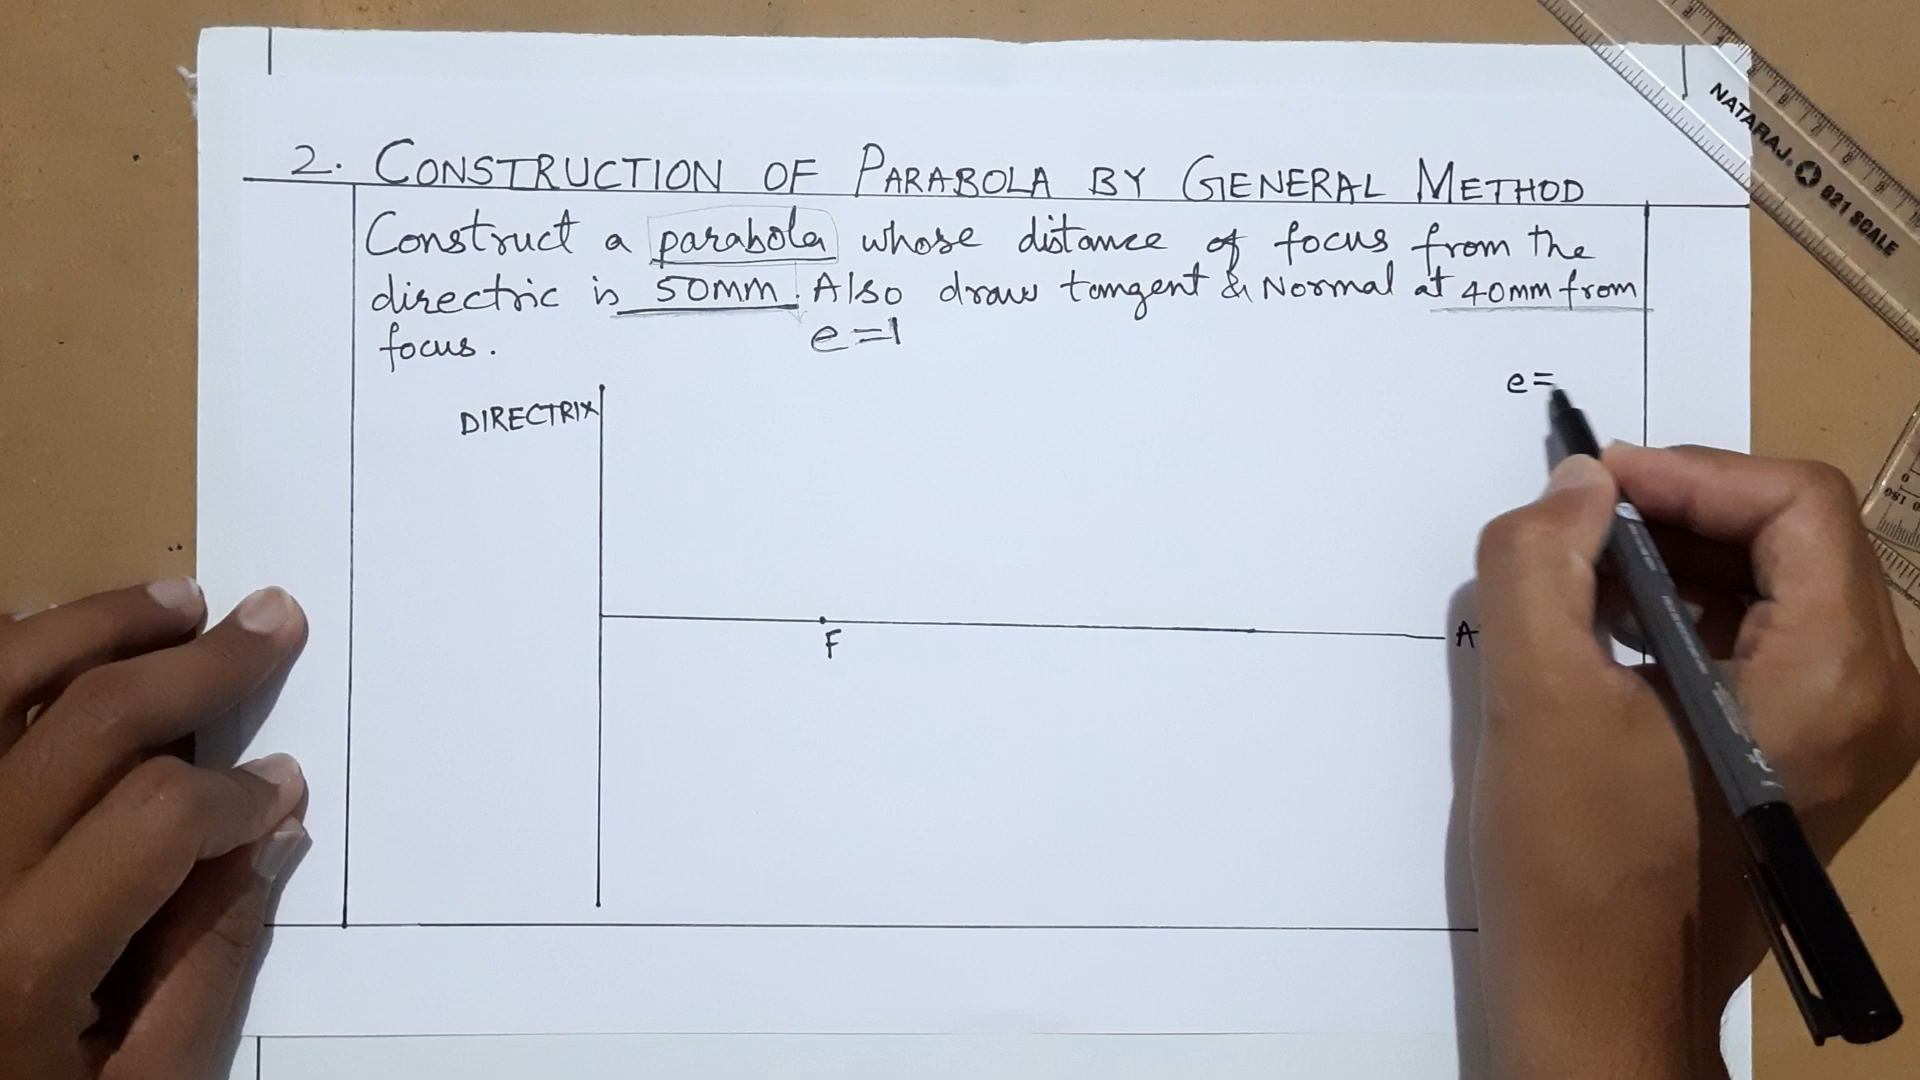 2. CONSTRUCTION OF PARABOLA BY GENERAL METHOD
Construct a parabola whose distance of focus from the
directric is 50mm. Also draw tangent & Normal at 40mm from
focus.
e=1
e=
DIRECTRIX
F
A
NATARAJ 621 SCALE